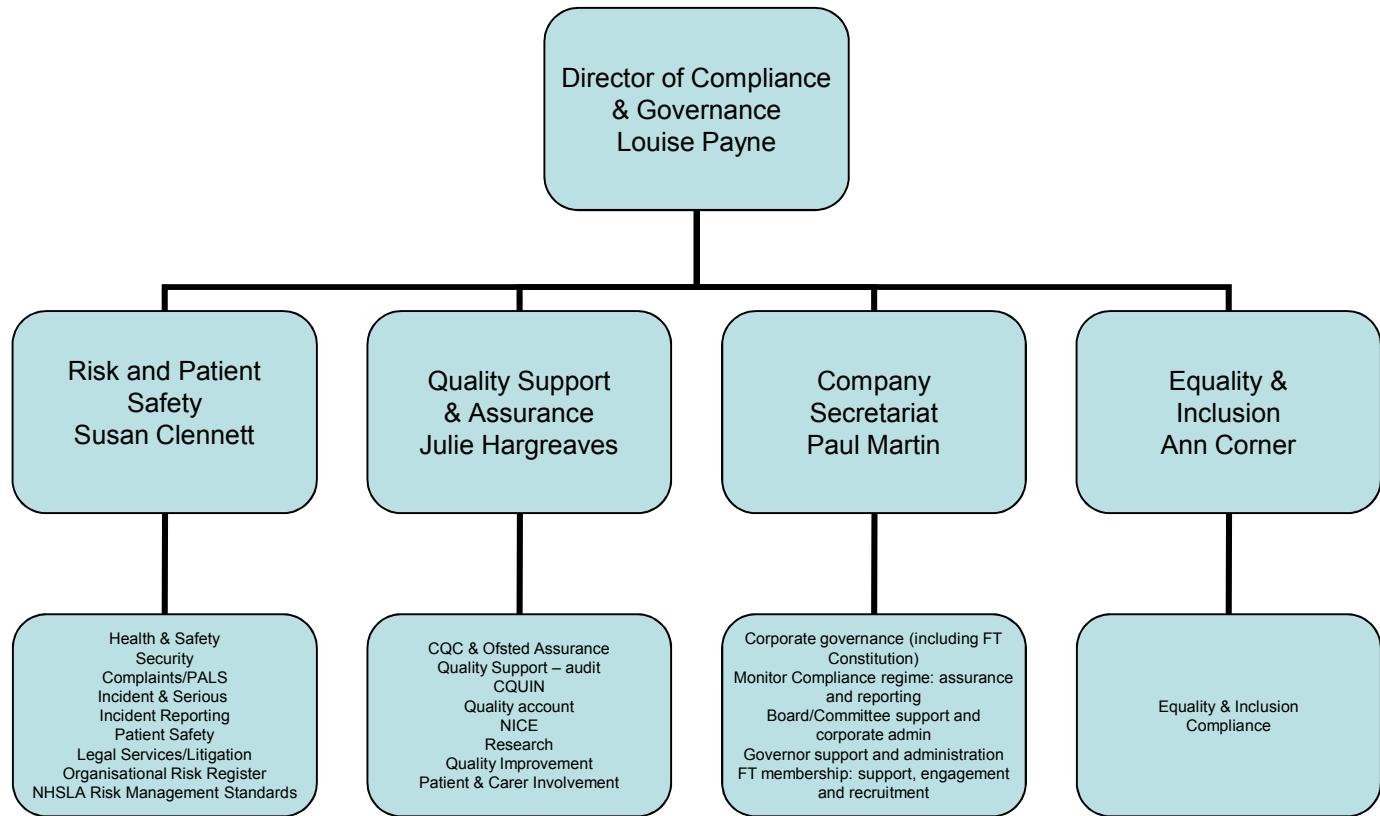 Director of Compliance
& Governance
Louise Payne
Risk and Patient
Safety
Susan Clennett
Quality Support
& Assurance
Julie Hargreaves
Company
Secretariat
Paul Martin
Equality &
Inclusion
Ann Corner
Health & Safety
Security
Complaints/PALS
Incident & Serious
Incident Reporting
Patient Safety
Legal Services/Litigation
Organisational Risk Register
NHSLA Risk Management Standards
CQC & Ofsted Assurance
Quality Support – audit
CQUIN
Quality account
NICE
Research
Quality Improvement
Patient & Carer Involvement
Corporate governance (including FT
Constitution)
Monitor Compliance regime: assurance
and reporting
Board/Committee support and
corporate admin
Governor support and administration
FT membership: support, engagement
and recruitment
Equality & Inclusion
Compliance